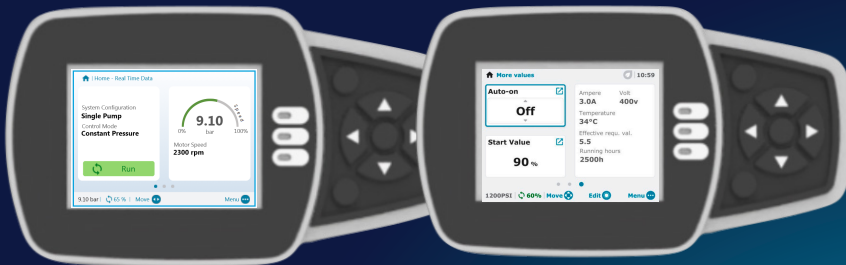 | Home - Real Time Data
System Configuration
Single Pump
Control Mode
Constant Pressure
Run
Speed
9.10
0%
bar
100%
Motor Speed
2300 rpm
9.10 bar | 65 % | Move
Menu
More values
| 10:59
Auto-on
Off
Start Value
90 %
Ampere Volt
3.0A 400v
Temperature
34°C
Effective requ. val.
5.5
Running hours
2500h
1200PSI | 60% | Move
Edit
Menu